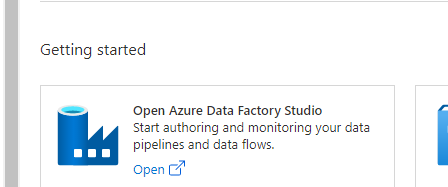 Getting started
Open Azure Data Factory Studio
Start authoring and monitoring your data
pipelines and data flows.
Open